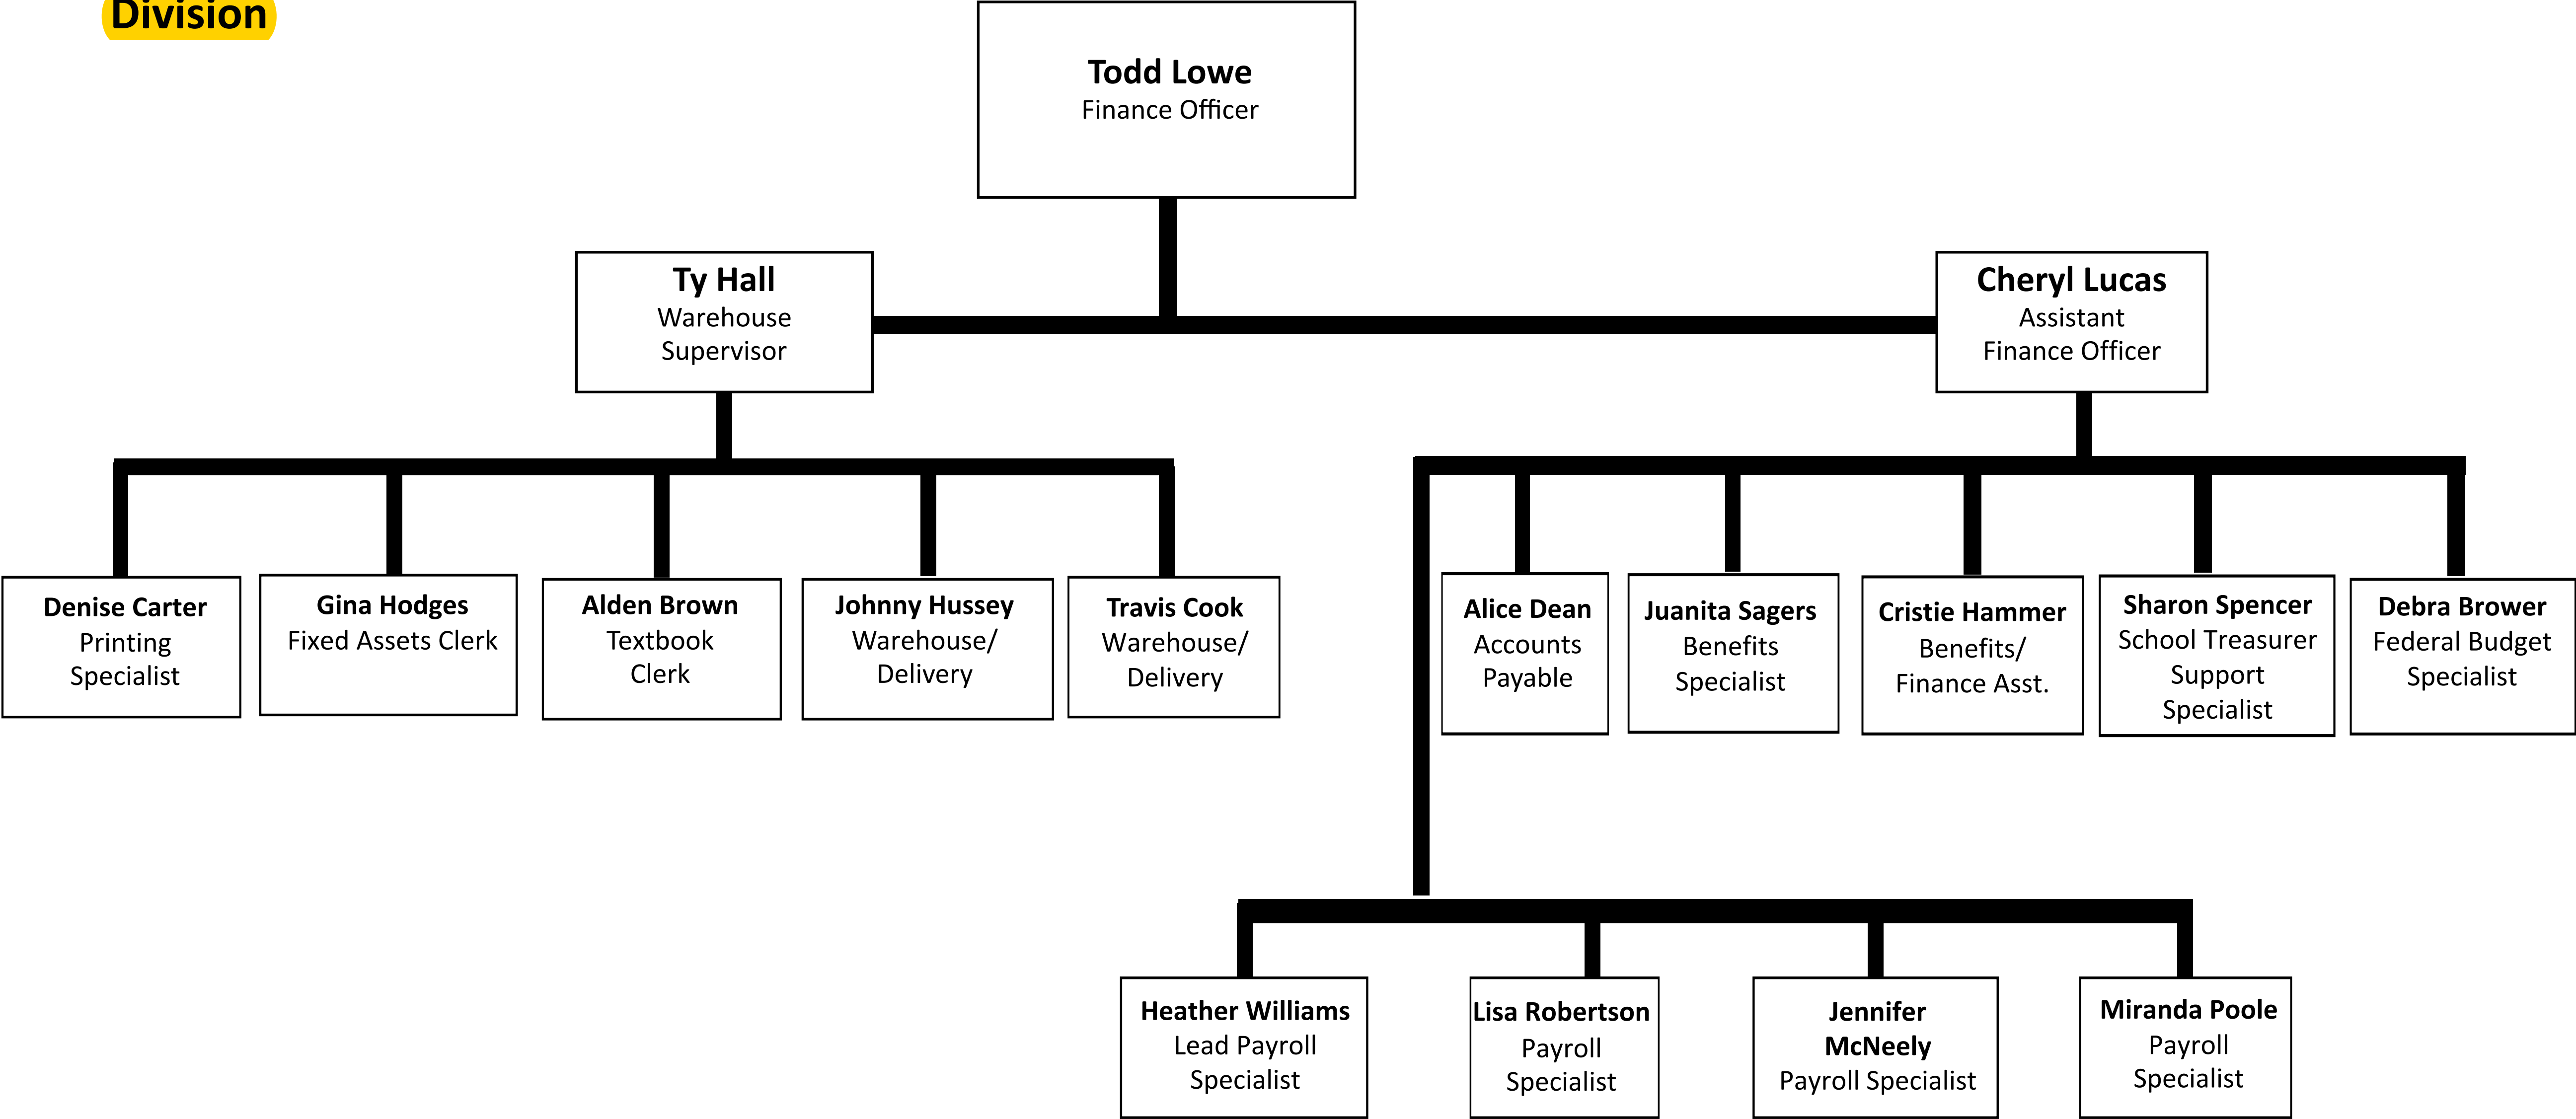 Division
Todd Lowe
Finance Officer
Ty Hall
Warehouse
Supervisor
Cheryl Lucas
Assistant
Finance Officer
Denise Carter
Printing
Specialist
Gina Hodges
Fixed Assets Clerk
Alden Brown
Textbook
Clerk
Johnny Hussey
Warehouse/
Delivery
Travis Cook
Warehouse/
Delivery
Alice Dean
Accounts
Payable
Juanita Sagers
Benefits
Specialist
Cristie Hammer
Benefits/
Finance Asst.
Sharon Spencer
School Treasurer
Support
Specialist
Debra Brower
Federal Budget
Specialist
Heather Williams
Lead Payroll
Specialist
Lisa Robertson
Payroll
Specialist
Jennifer
McNeely
Payroll Specialist
Miranda Poole
Payroll
Specialist